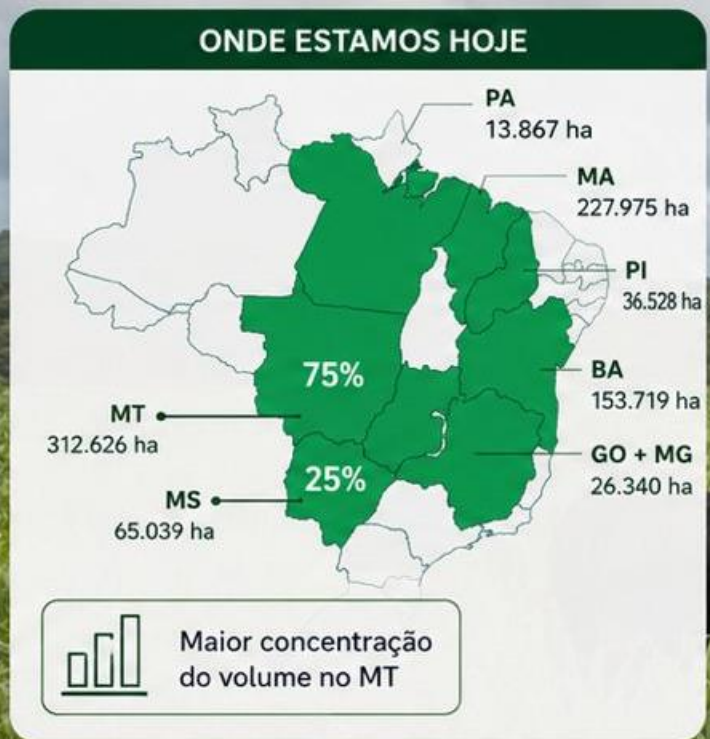 ONDE ESTAMOS HOJE
PA
13.867 ha
MA
227.975 ha
PI
36.528 ha
75%
BA
153.719 ha
MT
312.626 ha
GO + MG
26.340 ha
25%
MS
65.039 ha
Maior concentração
do volume no MT